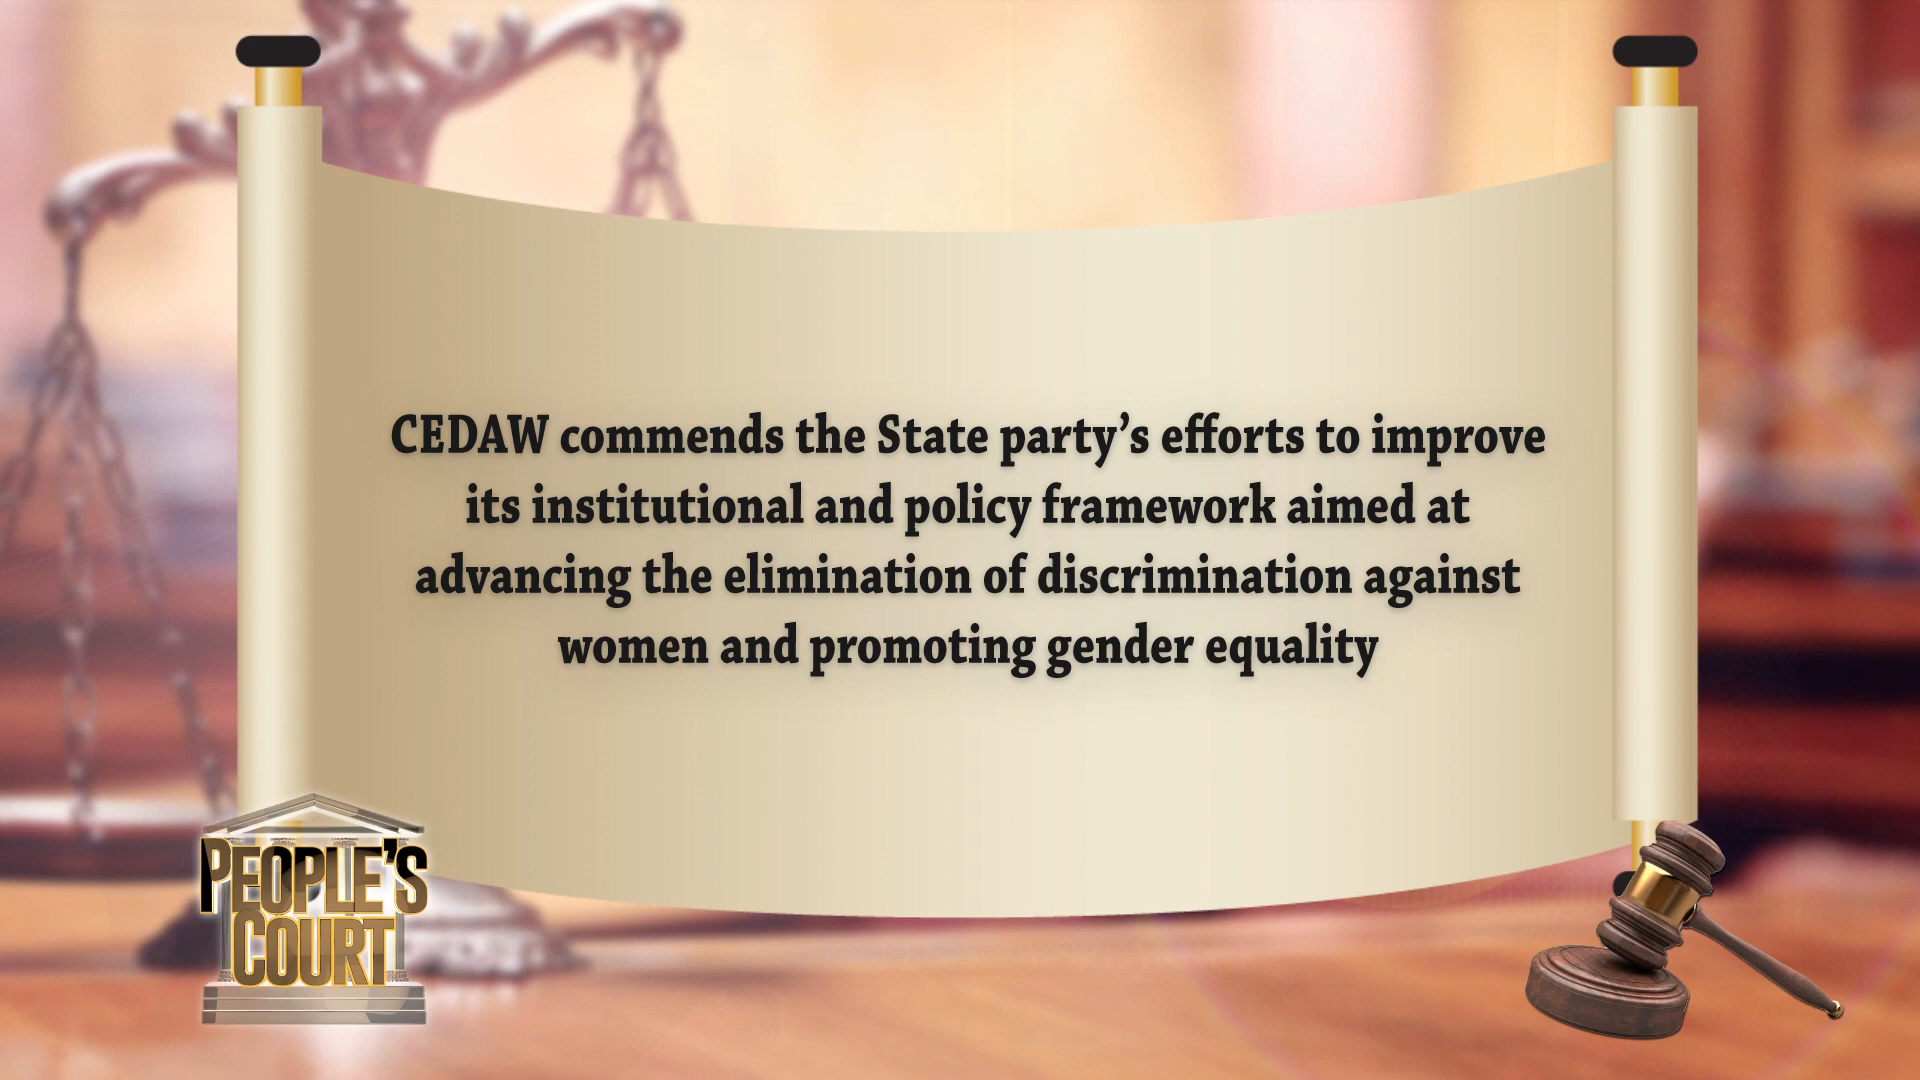 CEDAW commends the State party’s efforts to improve
its institutional and policy framework aimed at
advancing the elimination of discrimination against
women and promoting gender equality
PEOPLE’S
COURT